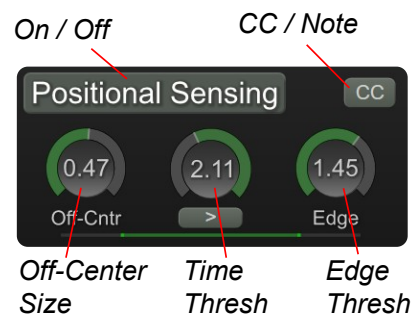 On / Off
CC / Note
Positional Sensing
CC
0.47
2.11
1.45
Off-Cntr
>
Edge
Off-Center
Size
Time
Thresh
Edge
Thresh